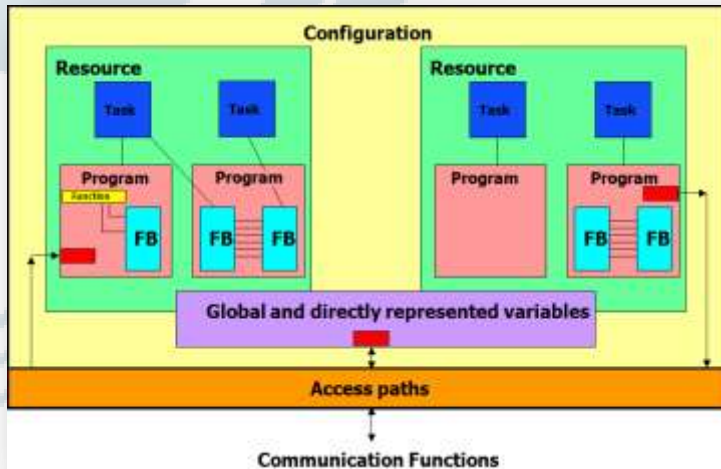 Configuration
Resource
Resource
Task
Task
Task
Task
Program
Program
Program
Program
Function
FB
FB
FB
FB
FB
Global and directly represented variables
Access paths
Communication Functions